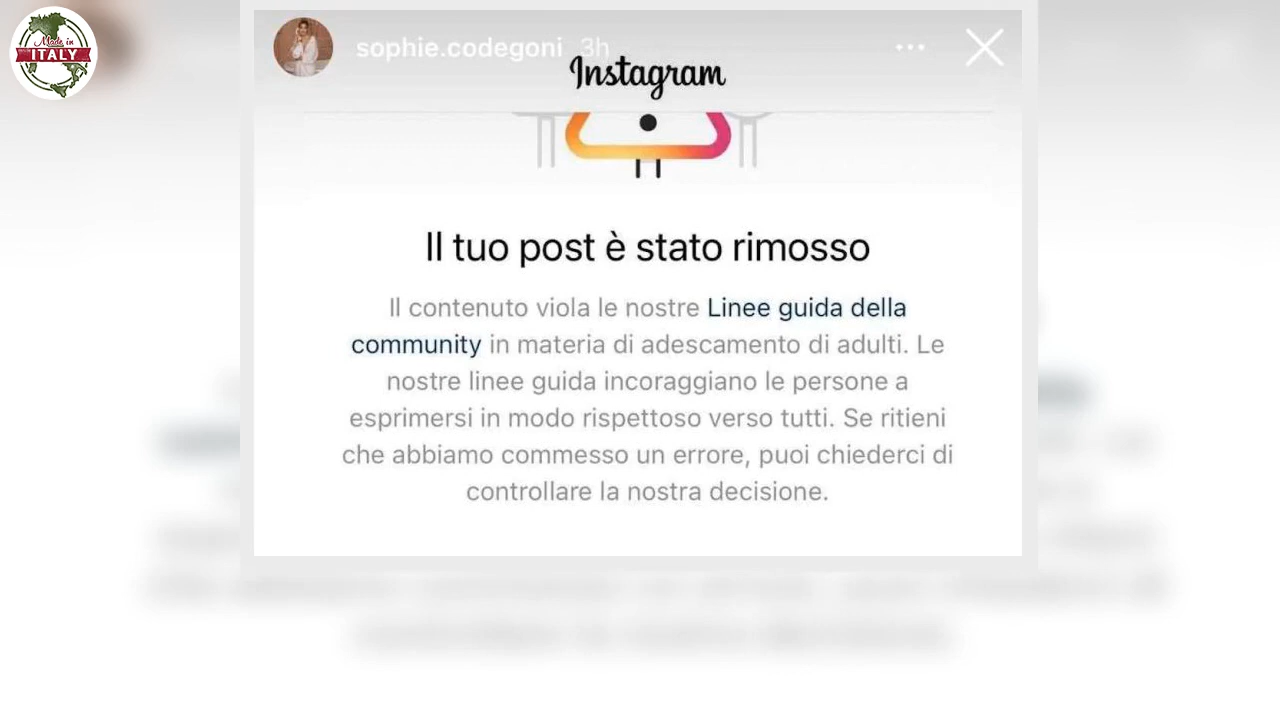 Made in
ITALY
sophie.codegoni 3h
Instagram
Il tuo post è stato rimosso
Il contenuto viola le nostre Linee guida della
community in materia di adescamento di adulti. Le
nostre linee guida incoraggiano le persone a
esprimersi in modo rispettoso verso tutti. Se ritieni
che abbiamo commesso un errore, puoi chiederci di
controllare la nostra decisione.